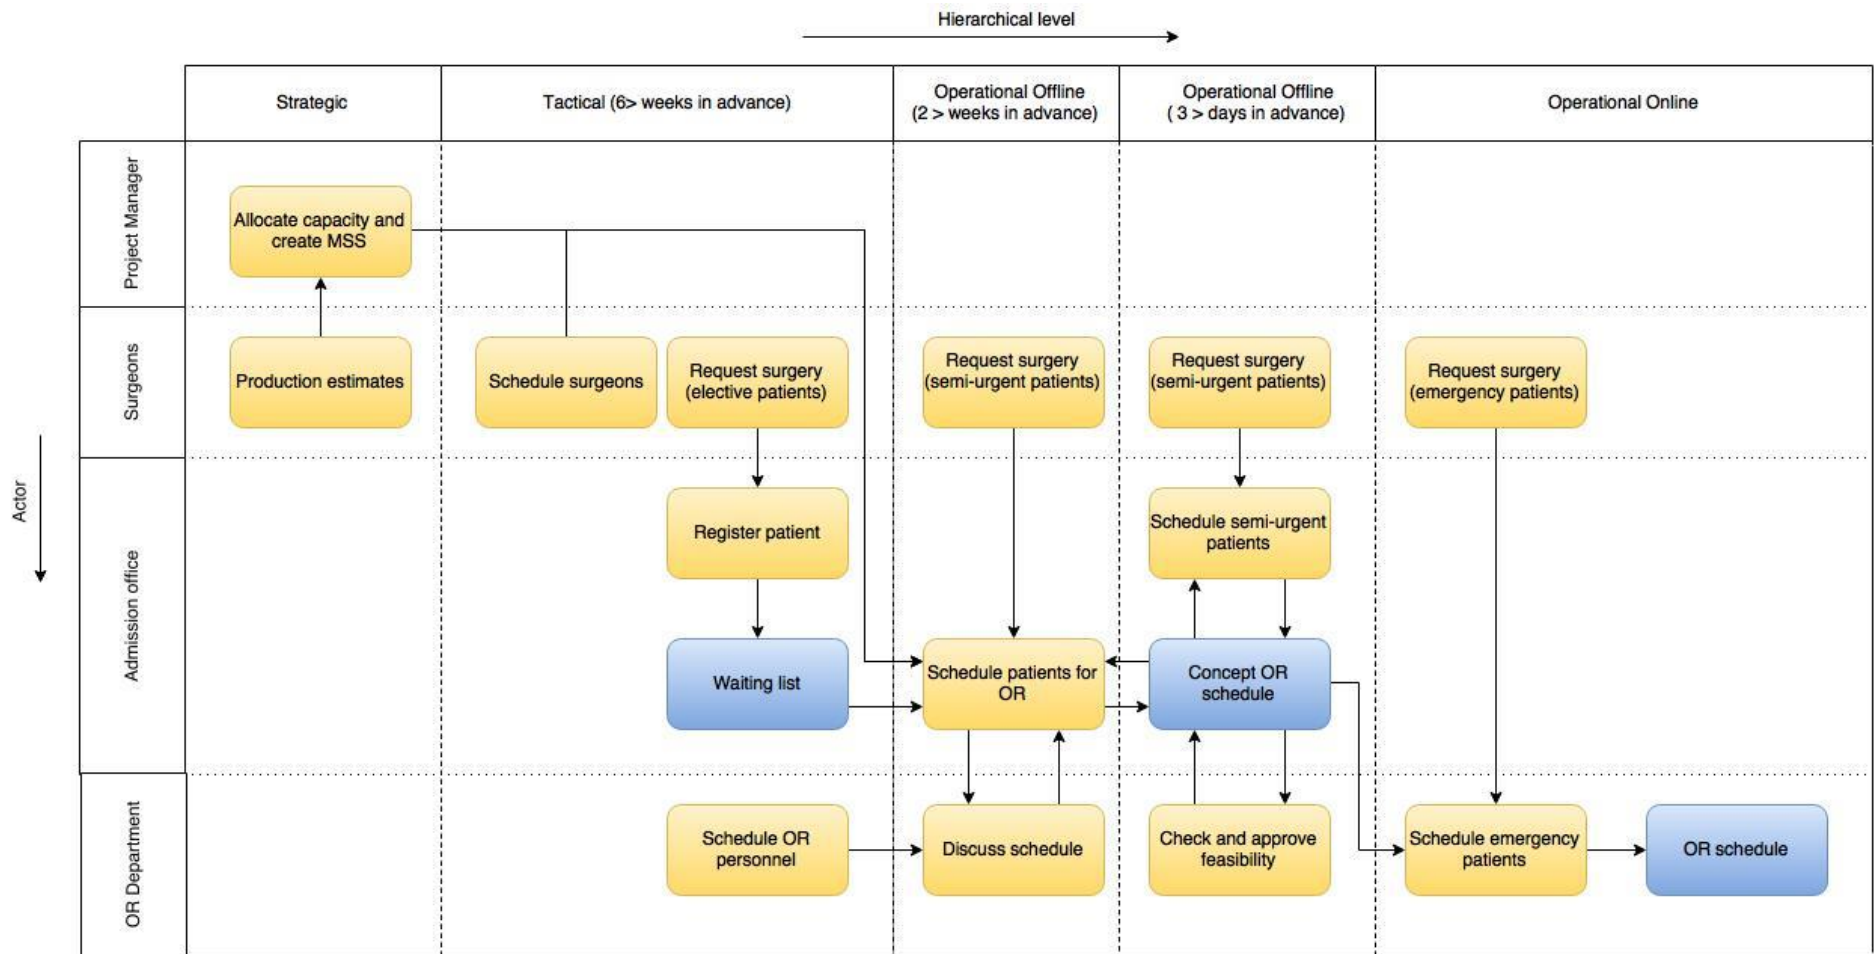 Hierarchical level
Strategic
Tactical (6> weeks in advance)
Operational Offline
(2 > weeks in advance)
Operational Offline
( 3 > days in advance)
Operational Online
Project Manager
Allocate capacity and
create MSS
Surgeons
Production estimates
Schedule surgeons
Request surgery
(elective patients)
Request surgery
(semi-urgent patients)
Request surgery
(semi-urgent patients)
Request surgery
(emergency patients)
Actor
Admission office
Register patient
Schedule semi-urgent
patients
Waiting list
Schedule patients for
OR
Concept OR
schedule
OR Department
Schedule OR
personnel
Discuss schedule
Check and approve
feasibility
Schedule emergency
patients
OR schedule